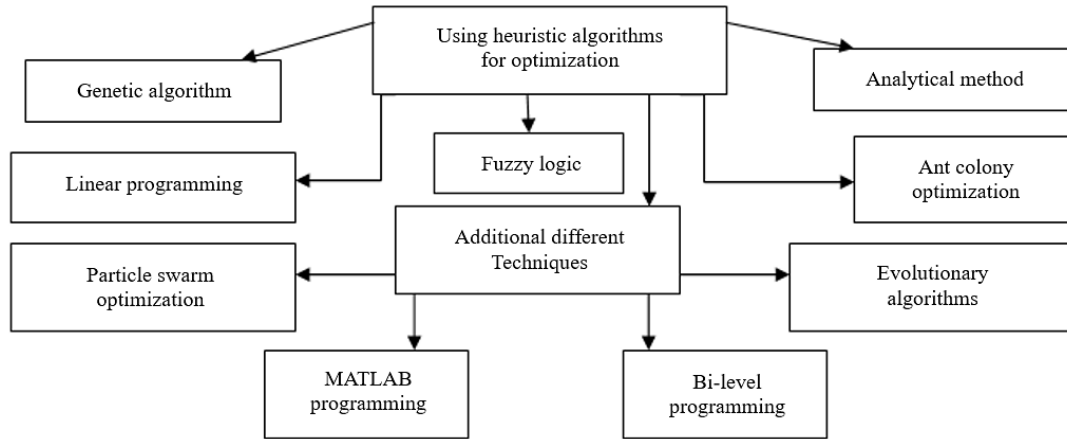 Using heuristic algorithms
for optimization
Genetic algorithm
Analytical method
Linear programming
Fuzzy logic
Ant colony
optimization
Additional different
Techniques
Particle swarm
optimization
Evolutionary
algorithms
MATLAB
programming
Bi-level
programming